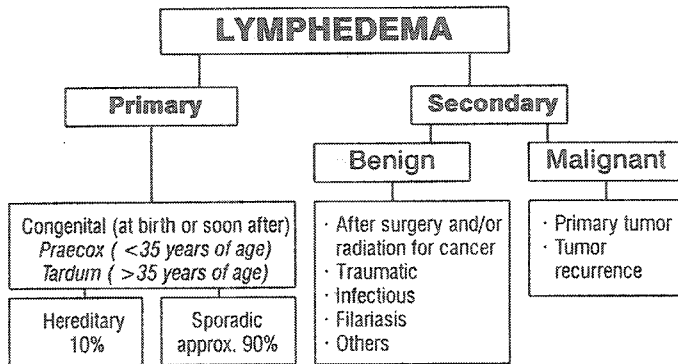 LYMPHEDEMA
Primary
Secondary
Benign
Malignant
Congenital (at birth or soon after)
Praecox ( <35 years of age)
Tardum ( >35 years of age)
Hereditary
10%
Sporadic
approx. 90%
· After surgery and/or
radiation for cancer
· Traumatic
· Infectious
· Filariasis
· Others
· Primary tumor
· Tumor
recurrence